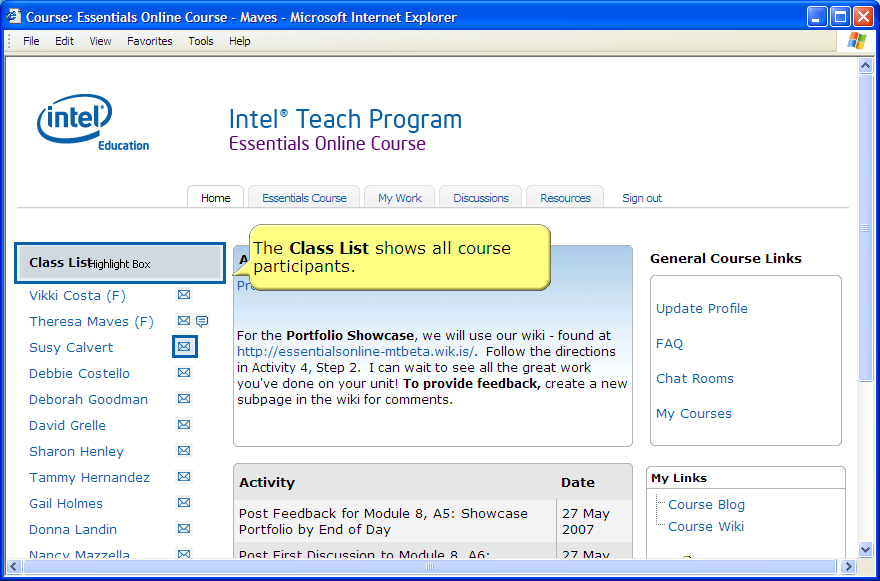 Course: Essentials Online Course - Maves - Microsoft Internet Explorer
File Edit View Favorites Tools Help
intel®
Education
Intel® Teach Program
Essentials Online Course
Home Essentials Course My Work Discussions Resources Sign out
Class List
Highlight Box
Vikki Costa (F)
Theresa Maves (F)
Susy Calvert
Debbie Costello
Deborah Goodman
David Grelle
Sharon Henley
Tammy Hernandez
Gail Holmes
Donna Landin
Nancy Mazzella
The Class List shows all course
participants.
For the Portfolio Showcase, we will use our wiki - found at
http://essentialsonline-mtbeta.wik.is/. Follow the directions
in Activity 4, Step 2. I can wait to see all the great work
you've done on your unit! To provide feedback, create a new
subpage in the wiki for comments.
Activity Date
Post Feedback for Module 8, A5: Showcase
Portfolio by End of Day
27 May
2007
Post First Discussion to Module 8, A6:
27 May
General Course Links
Update Profile
FAQ
Chat Rooms
My Courses
My Links
Course Blog
Course Wiki